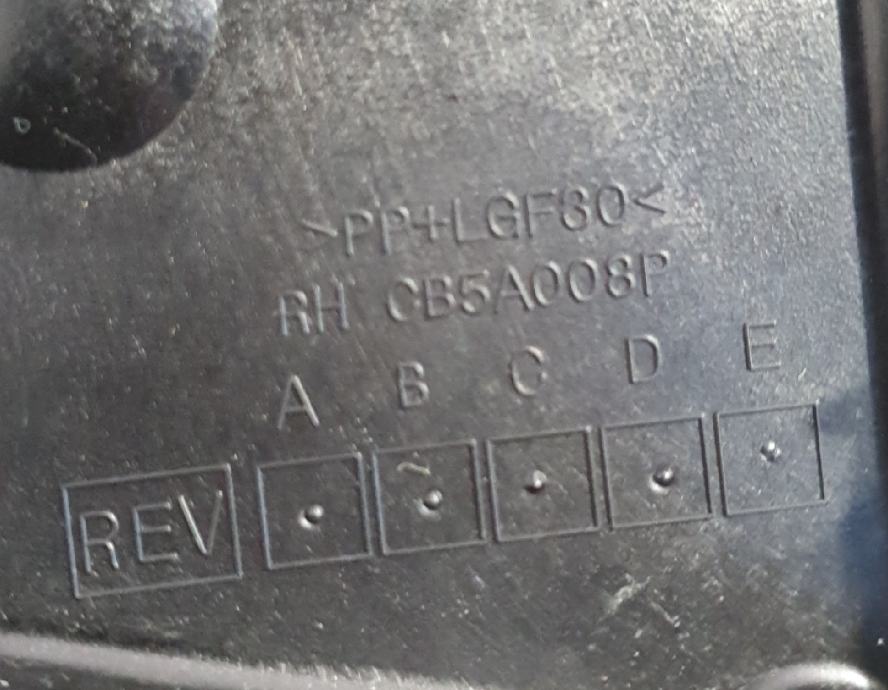 >PP+LGF30<
RH CB5A008P
A B C D E
REV